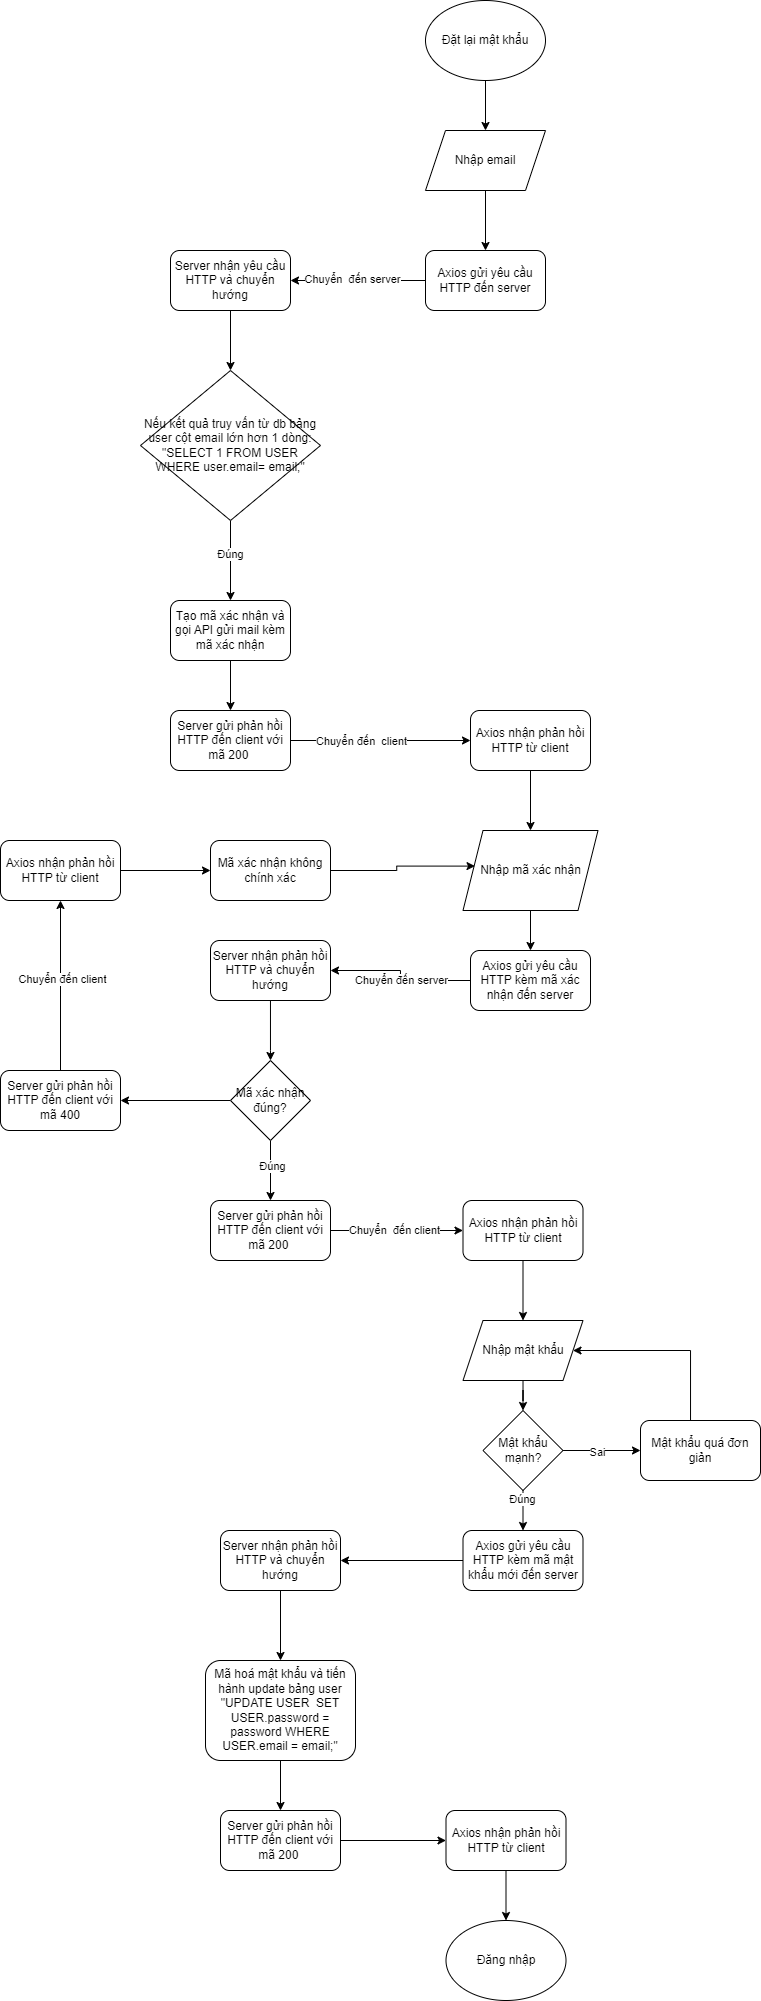 Đặt lại mật khẩu
Nhập email
Axios gửi yêu cầu
HTTP đến server
Chuyển đến server
Server nhận yêu cầu
HTTP và chuyển
hướng
Nếu kết quả truy vấn từ db bảng
user cột email lớn hơn 1 dòng:
"SELECT 1 FROM USER
WHERE user.email= email;"
Đúng
Tạo mã xác nhận và
gọi API gửi mail kèm
mã xác nhận
Server gửi phản hồi
HTTP đến client với
mã 200
Chuyển đến client
Axios nhận phản hồi
HTTP từ client
Nhập mã xác nhận
Mã xác nhận không
chính xác
Axios nhận phản hồi
HTTP từ client
Axios gửi yêu cầu
HTTP kèm mã xác
nhận đến server
Chuyển đến server
Server nhận phản hồi
HTTP và chuyển
hướng
Chuyển đến client
Mã xác nhận
đúng?
Server gửi phản hồi
HTTP đến client với
mã 400
Đúng
Server gửi phản hồi
HTTP đến client với
mã 200
Chuyển đến client
Axios nhận phản hồi
HTTP từ client
Nhập mật khẩu
Mật khẩu
mạnh?
Sai
Mật khẩu quá đơn
giản
Đúng
Axios gửi yêu cầu
HTTP kèm mã mật
khẩu mới đến server
Server nhận phản hồi
HTTP và chuyển
hướng
Mã hoá mật khẩu và tiến
hành update bảng user
"UPDATE USER SET
USER.password =
password WHERE
USER.email = email;"
Server gửi phản hồi
HTTP đến client với
mã 200
Axios nhận phản hồi
HTTP từ client
Đăng nhập